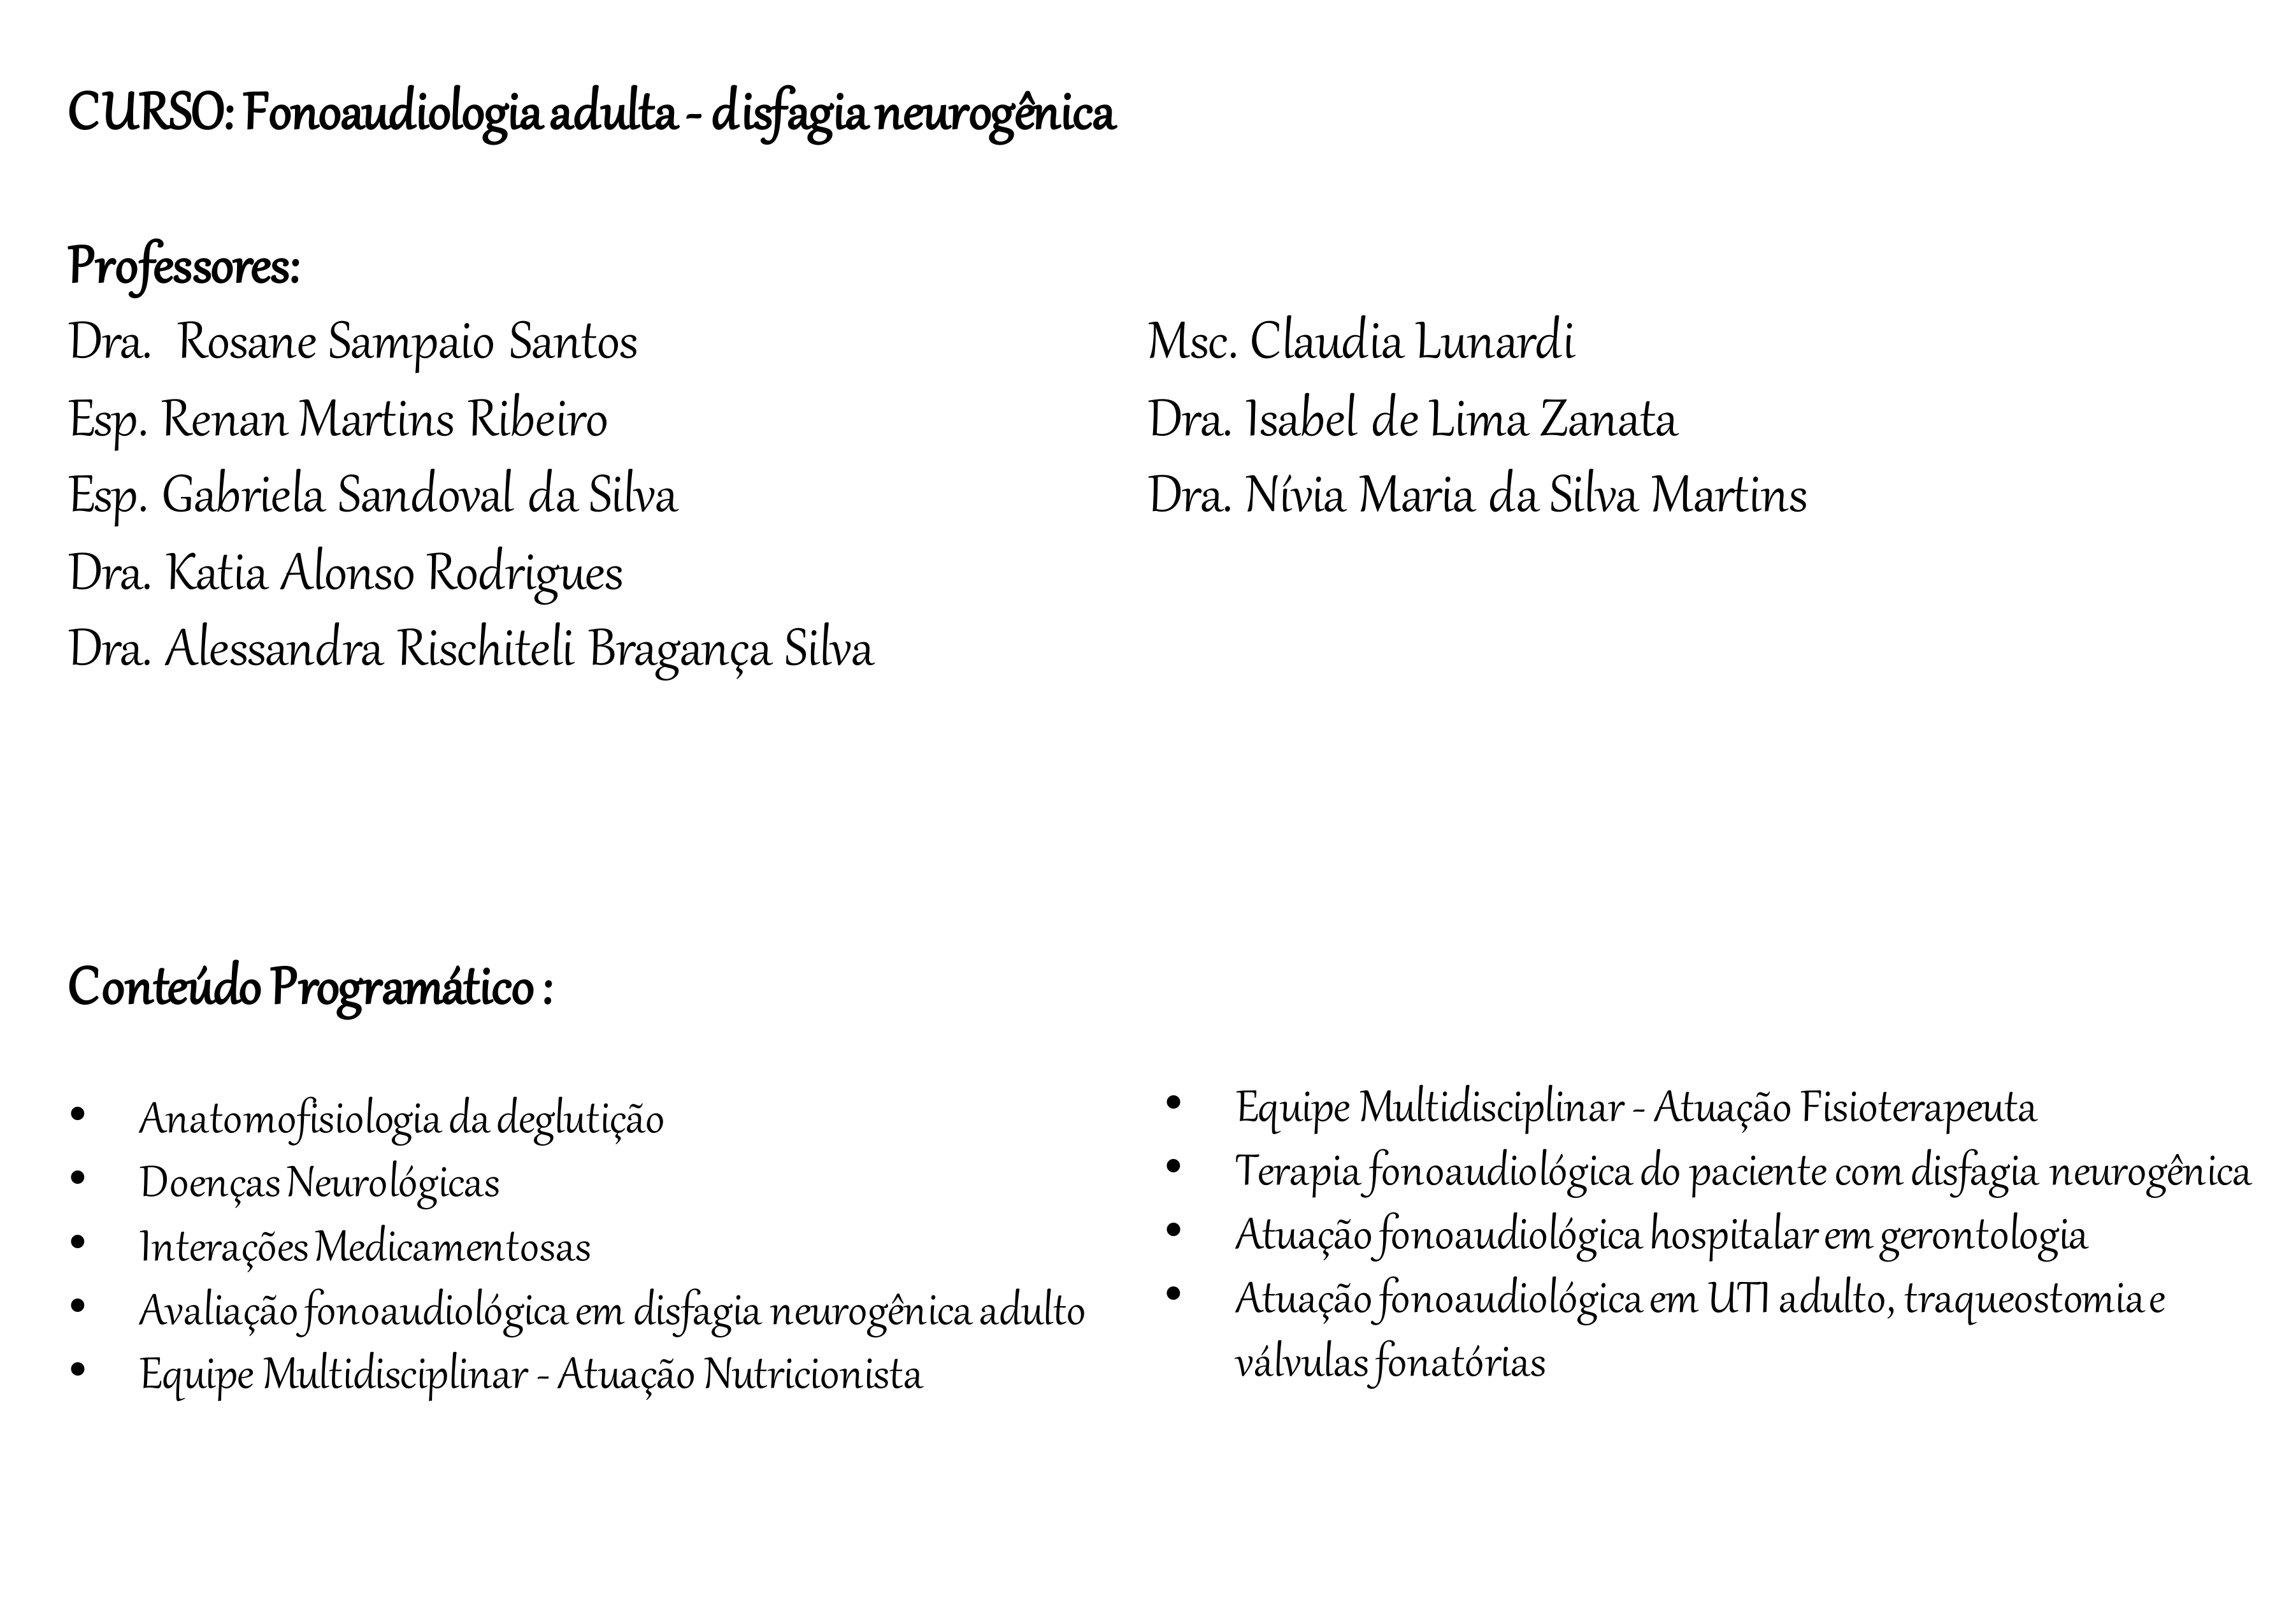 CURSO: Fonoaudiologia adulta - disfagia neurogênica
Professores:
Dra. Rosane Sampaio Santos
Esp. Renan Martins Ribeiro
Esp. Gabriela Sandoval da Silva
Dra. Katia Alonso Rodrigues
Dra. Alessandra Rischiteli Bragança Silva
Msc. Claudia Lunardi
Dra. Isabel de Lima Zanata
Dra. Nívia Maria da Silva Martins
Conteúdo Programático :
• Anatomofisiologia da deglutição
• Doenças Neurológicas
• Interações Medicamentosas
• Avaliação fonoaudiológica em disfagia neurogênica adulto
• Equipe Multidisciplinar - Atuação Nutricionista
• Equipe Multidisciplinar - Atuação Fisioterapeuta
• Terapia fonoaudiológica do paciente com disfagia neurogênica
• Atuação fonoaudiológica hospitalar em gerontologia
• Atuação fonoaudiológica em UTI adulto, traqueostomia e
válvulas fonatórias